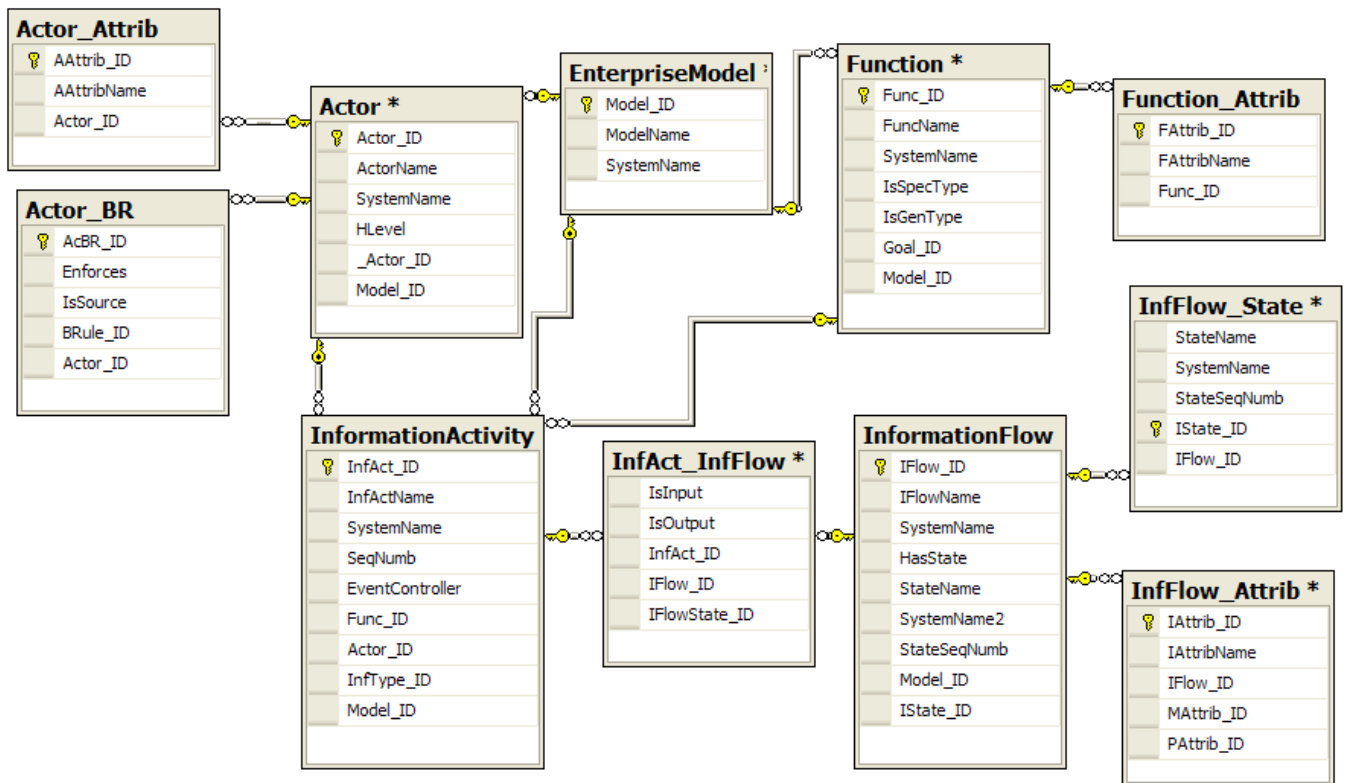 Actor_Attrib
AAttrib_ID
AAttribName
Actor_ID
Actor_BR
AcBR_ID
Enforces
IsSource
BRule_ID
Actor_ID
Actor *
Actor_ID
ActorName
SystemName
HLevel
_Actor_ID
Model_ID
EnterpriseModel *
Model_ID
ModelName
SystemName
Function *
Func_ID
FuncName
SystemName
IsSpecType
IsGenType
Goal_ID
Model_ID
Function_Attrib
FAttrib_ID
FAttribName
Func_ID
InfFlow_State *
StateName
SystemName
StateSeqNumb
IState_ID
IFlow_ID
InformationActivity
InfAct_ID
InfActName
SystemName
SeqNumb
EventController
Func_ID
Actor_ID
InfType_ID
Model_ID
InfAct_InfFlow *
IsInput
IsOutput
InfAct_ID
IFlow_ID
IFlowState_ID
InformationFlow
IFlow_ID
IFlowName
SystemName
HasState
StateName
SystemName2
StateSeqNumb
Model_ID
IState_ID
InfFlow_Attrib *
IAttrib_ID
IAttribName
IFlow_ID
MAttrib_ID
PAttrib_ID